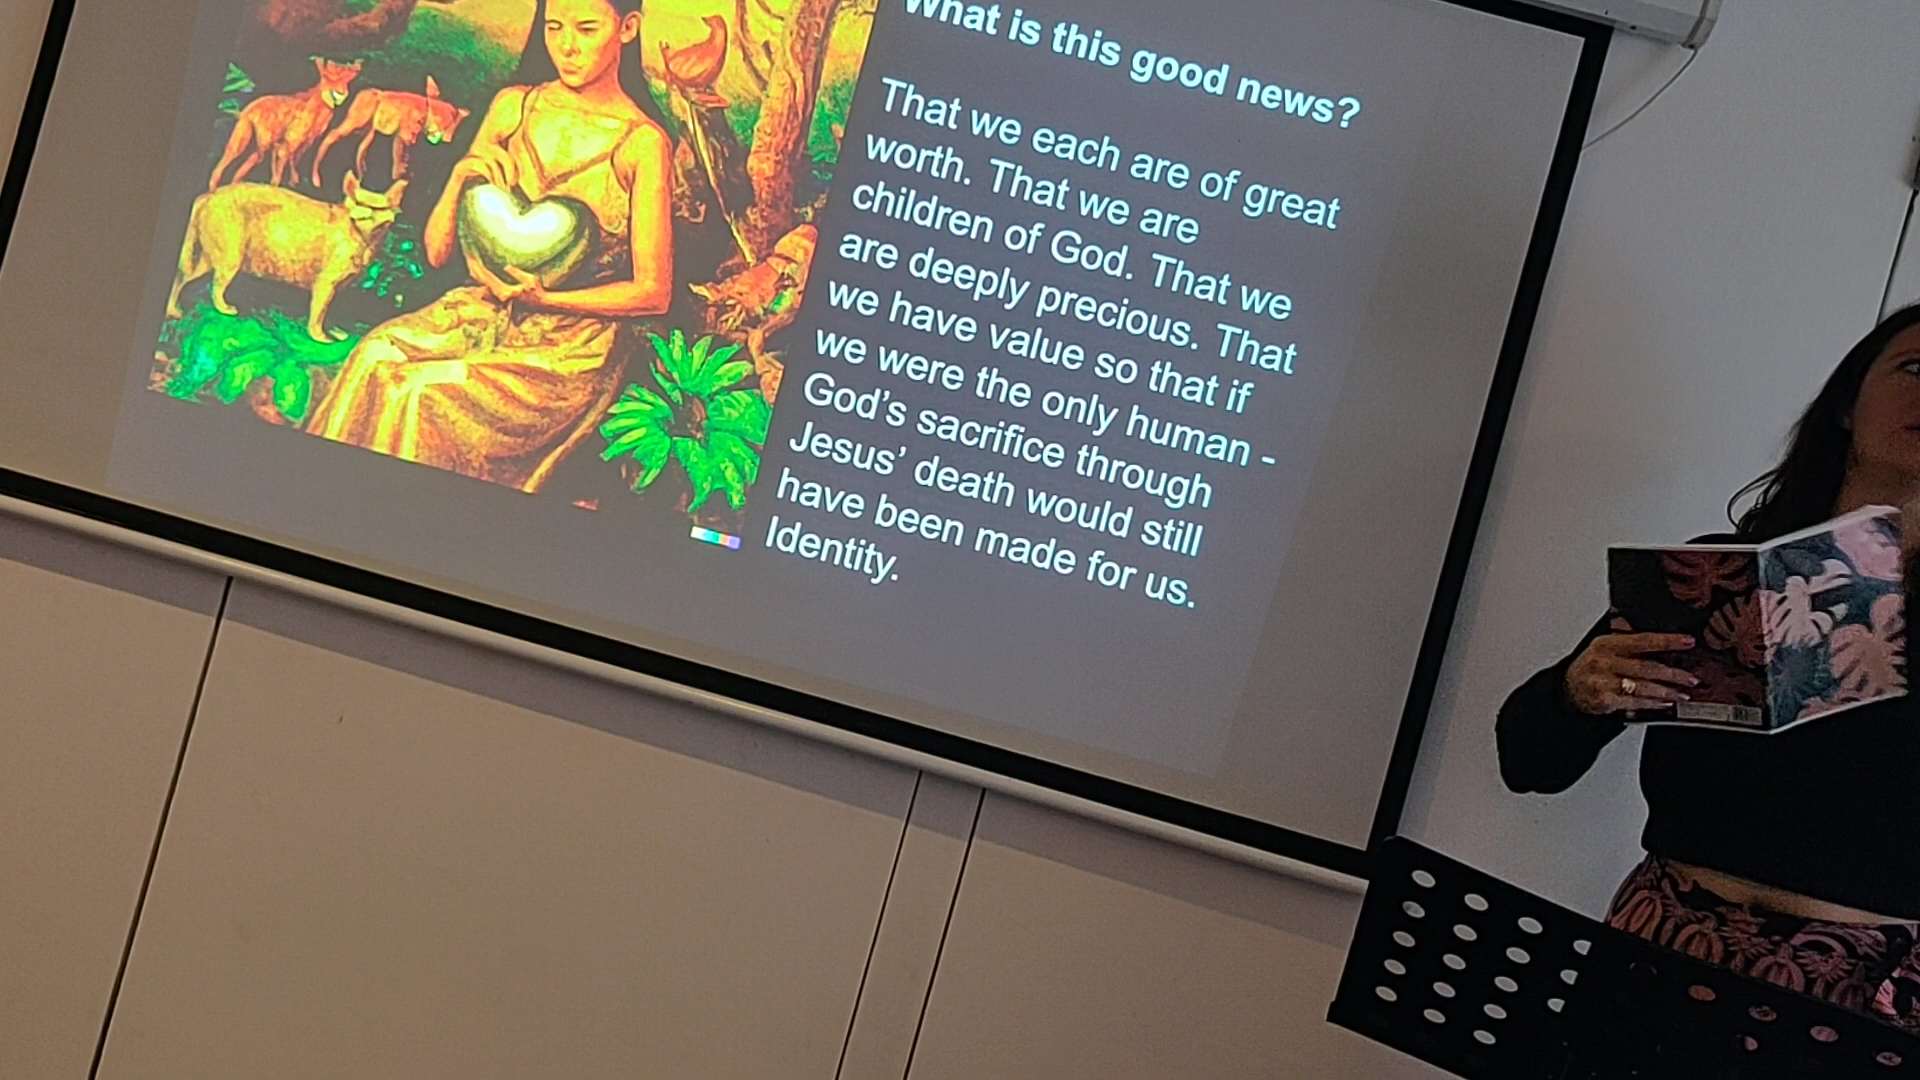 What is this good news?
That we each are of great
worth. That we are
children of God. That we
are deeply precious. That
we have value so that if
we were the only human -
God's sacrifice through
Jesus' death would still
have been made for us.
Identity.